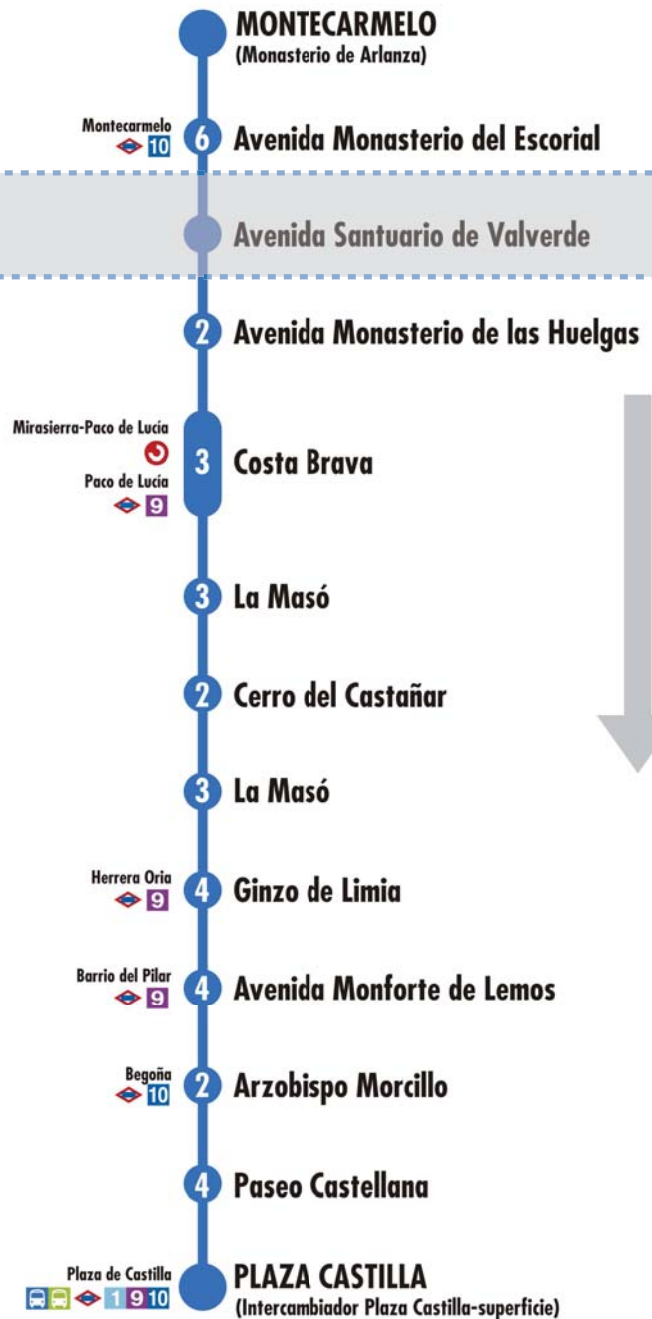 MONTECARMELO
(Monasterio de Arlanza)
Montecarmelo
10
6
Avenida Monasterio del Escorial
Avenida Santuario de Valverde
2
Avenida Monasterio de las Huelgas
Mirasierra-Paco de Lucía
Paco de Lucía
9
3
Costa Brava
3
La Masó
2
Cerro del Castañar
3
La Masó
Herrera Oria
9
4
Ginzo de Limia
Barrio del Pilar
9
4
Avenida Monforte de Lemos
Begoña
10
2
Arzobispo Morcillo
4
Paseo Castellana
Plaza de Castilla
1 9 10
PLAZA CASTILLA
(Intercambiador Plaza Castilla-superficie)